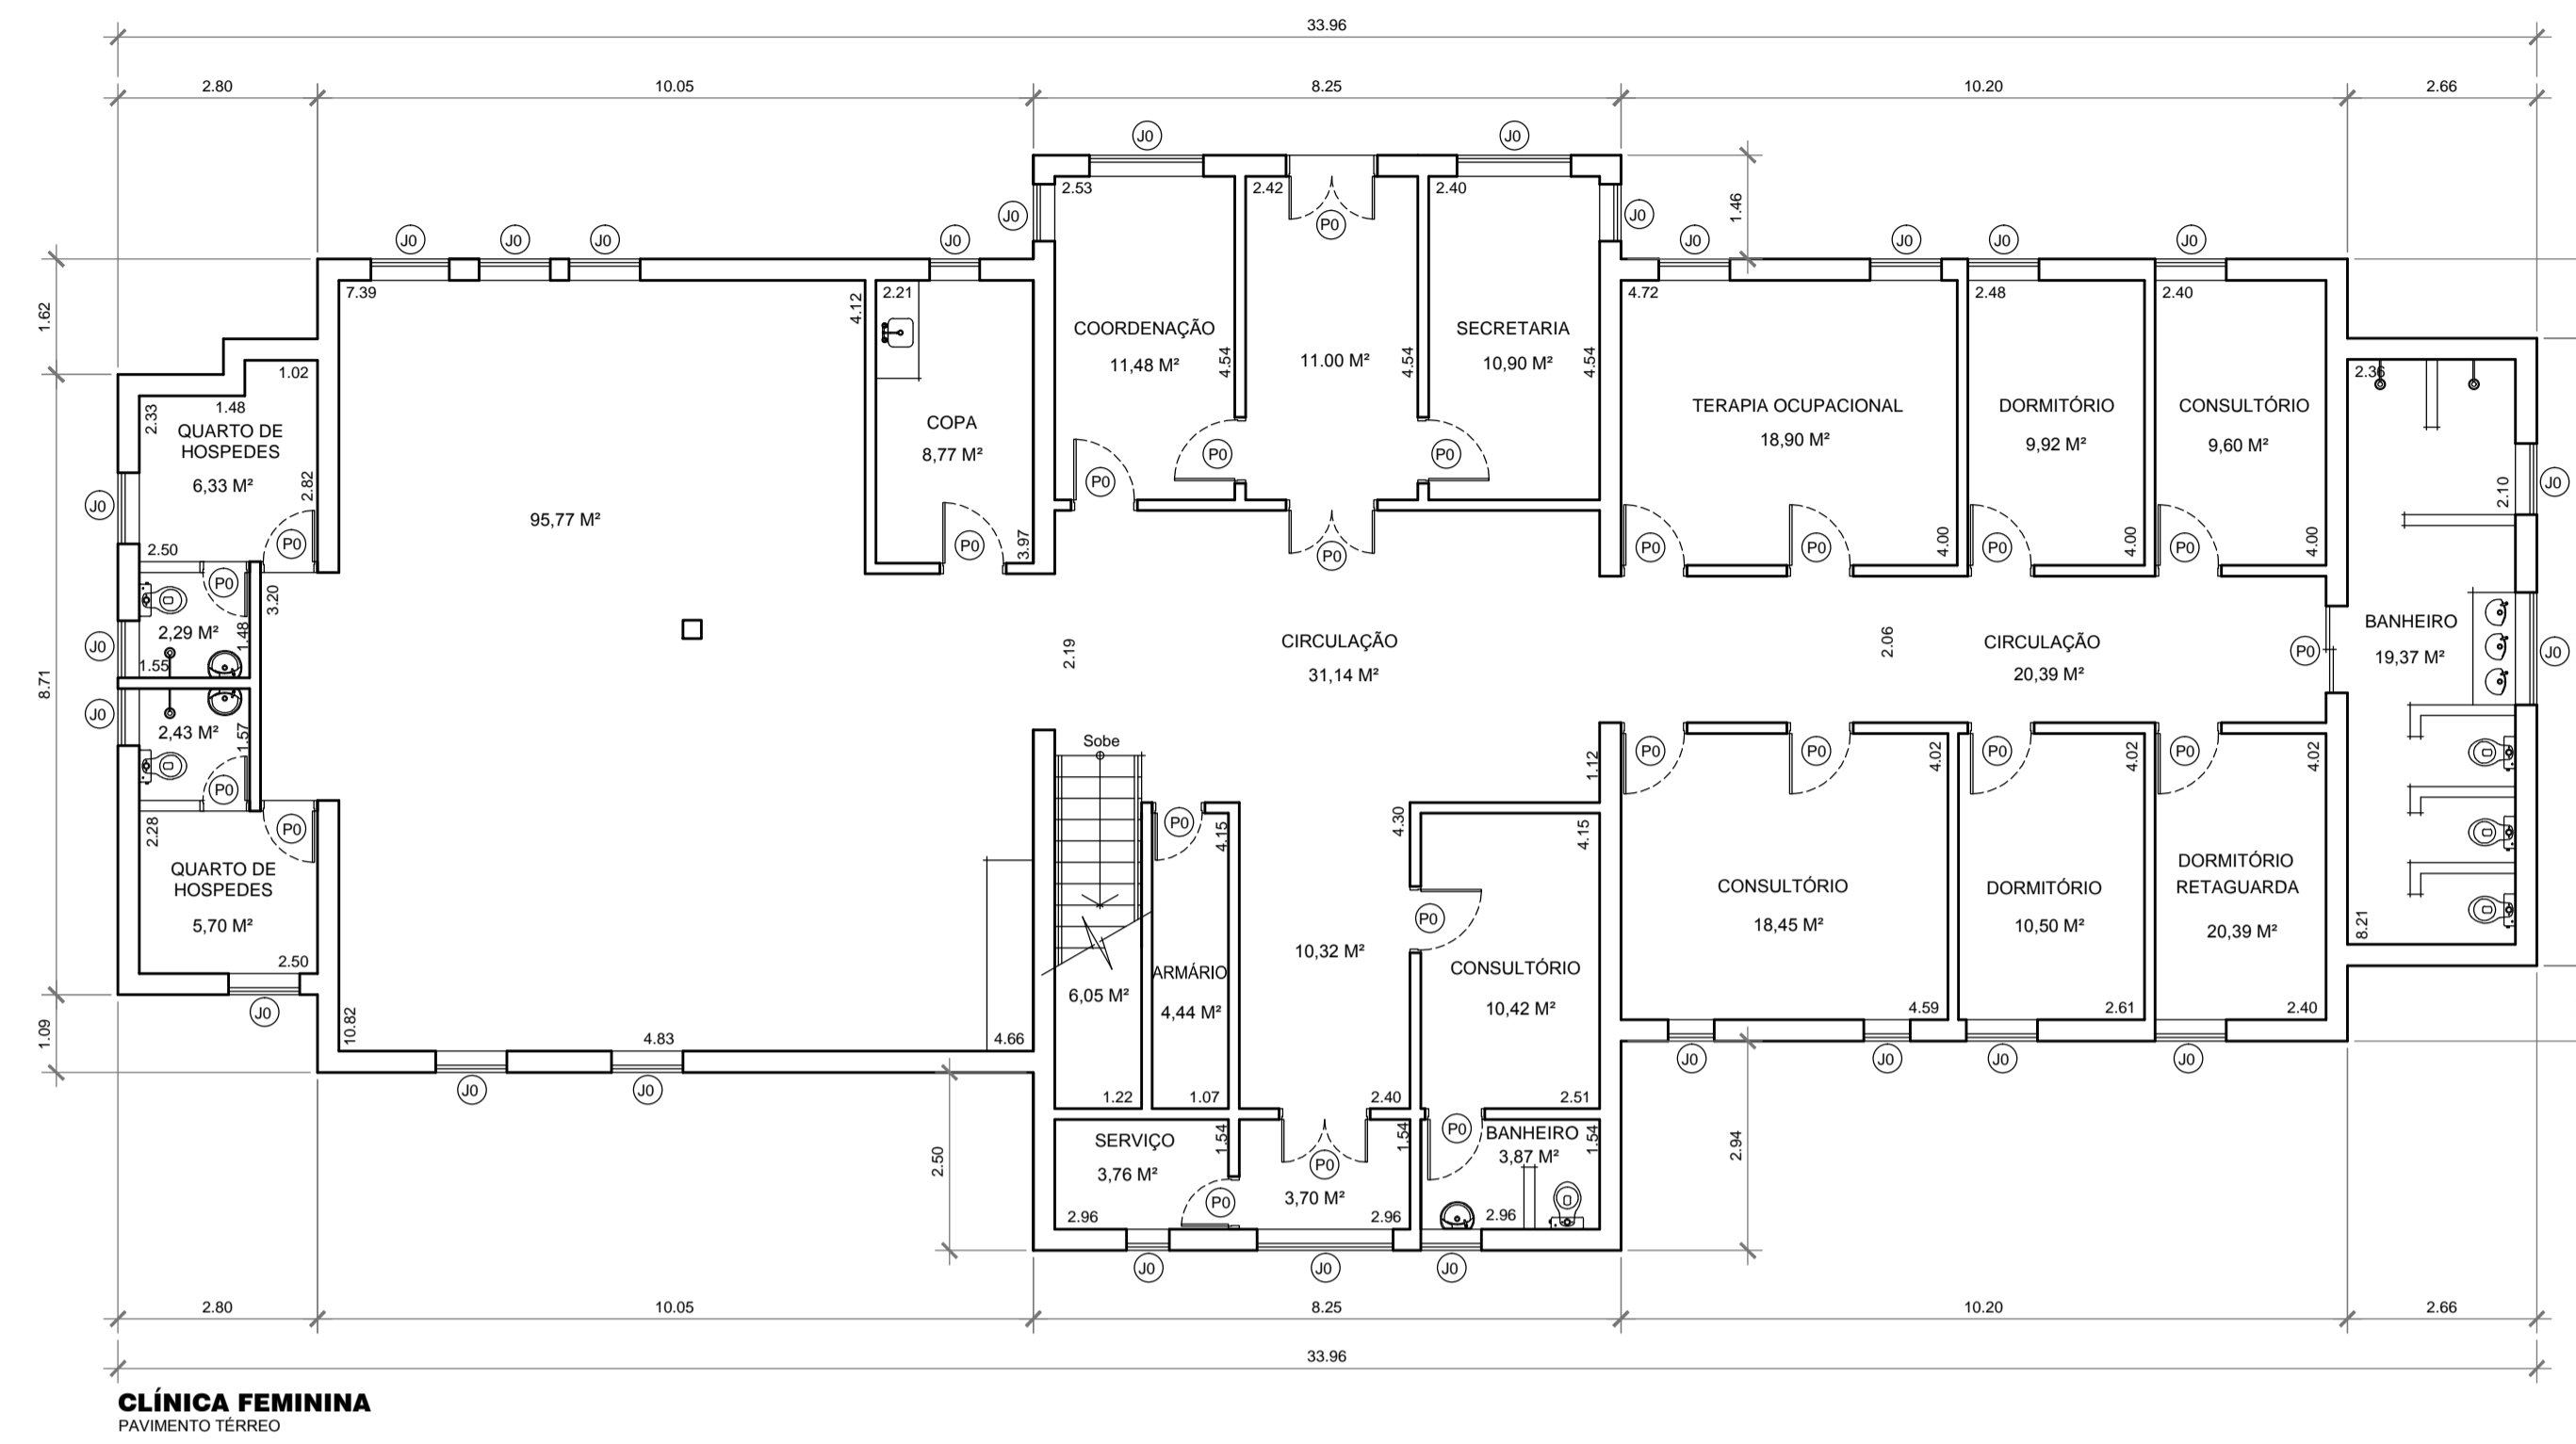 33.96
2.80
10.05
8.25
10.20
2.66
J0
J0
2.53
2.42
2.40
J0
J0
P0
1.46
J0
J0
J0
J0
J0
J0
J0
J0
1.62
7.39
4.12
2.21
4.72
2.48
2.40
COORDENAÇÃO
11,48 M²
4.54
11.00 M²
4.54
SECRETARIA
10,90 M²
4.54
1.02
2.36
2.33
1.48
QUARTO DE
HOSPEDES
6,33 M²
2.82
COPA
8,77 M²
TERAPIA OCUPACIONAL
18,90 M²
DORMITÓRIO
9,92 M²
CONSULTÓRIO
9,60 M²
P0
P0
P0
J0
95,77 M²
2.10
J0
2.50
P0
P0
3.97
P0
P0
P0
4.00
P0
4.00
P0
4.00
P0
3.20
2,29 M²
1.48
J0
1.55
8.71
2.19
CIRCULAÇÃO
31,14 M²
2.06
CIRCULAÇÃO
20,39 M²
P0
BANHEIRO
19,37 M²
J0
J0
2,43 M²
1.57
P0
Sobe
1.12
P0
P0
4.02
P0
4.02
P0
4.02
P0
2.28
P0
4.15
4.30
4.15
QUARTO DE
HOSPEDES
5,70 M²
2.50
CONSULTÓRIO
18,45 M²
DORMITÓRIO
10,50 M²
DORMITÓRIO
RETAGUARDA
20,39 M²
8.21
P0
10,32 M²
ARMÁRIO
4,44 M²
6,05 M²
CONSULTÓRIO
10,42 M²
J0
1.09
10.82
4.83
4.66
4.59
2.61
2.40
J0
J0
J0
J0
J0
J0
1.22
1.07
2.40
2.51
SERVIÇO
3,76 M²
1.54
1.54
P0
BANHEIRO
3,87 M²
1.54
2.50
2.94
P0
P0
3,70 M²
2.96
2.96
2.96
J0
J0
J0
2.80
10.05
8.25
10.20
2.66
33.96
CLÍNICA FEMININA
PAVIMENTO TÉRREO